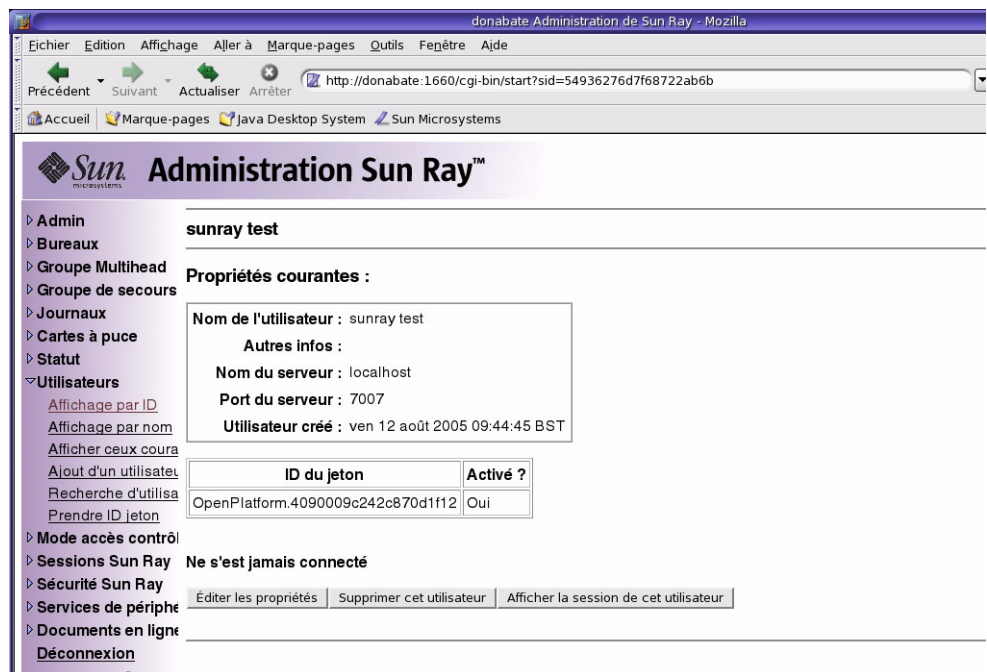 donabate Administration de Sun Ray - Mozilla
Fichier Edition Affichage Aller à Marque-pages Outils Fenêtre Aide
Précédent Suivant Actualiser Arrêter http://donabate:1660/cgi-bin/start?sid=54936276d7f68722ab6b
Accueil Marque-pages Java Desktop System Sun Microsystems
Sun microsystems Administration Sun Ray™
Admin
Bureaux
Groupe Multihead
Groupe de secours
Journaux
Cartes à puce
Statut
Utilisateurs
Affichage par ID
Affichage par nom
Afficher ceux coura
Ajout d'un utilisateu
Recherche d'utilisa
Prendre ID jeton
Mode accès contrôl
Sessions Sun Ray
Sécurité Sun Ray
Services de périphe
Documents en ligne
Déconnexion
sunray test
Propriétés courantes :
Nom de l'utilisateur : sunray test
Autres infos :
Nom du serveur : localhost
Port du serveur : 7007
Utilisateur créé : ven 12 août 2005 09:44:45 BST
ID du jeton Activé ?
OpenPlatform.4090009c242c870d1f12 Oui
Ne s'est jamais connecté
Éditer les propriétés Supprimer cet utilisateur Afficher la session de cet utilisateur